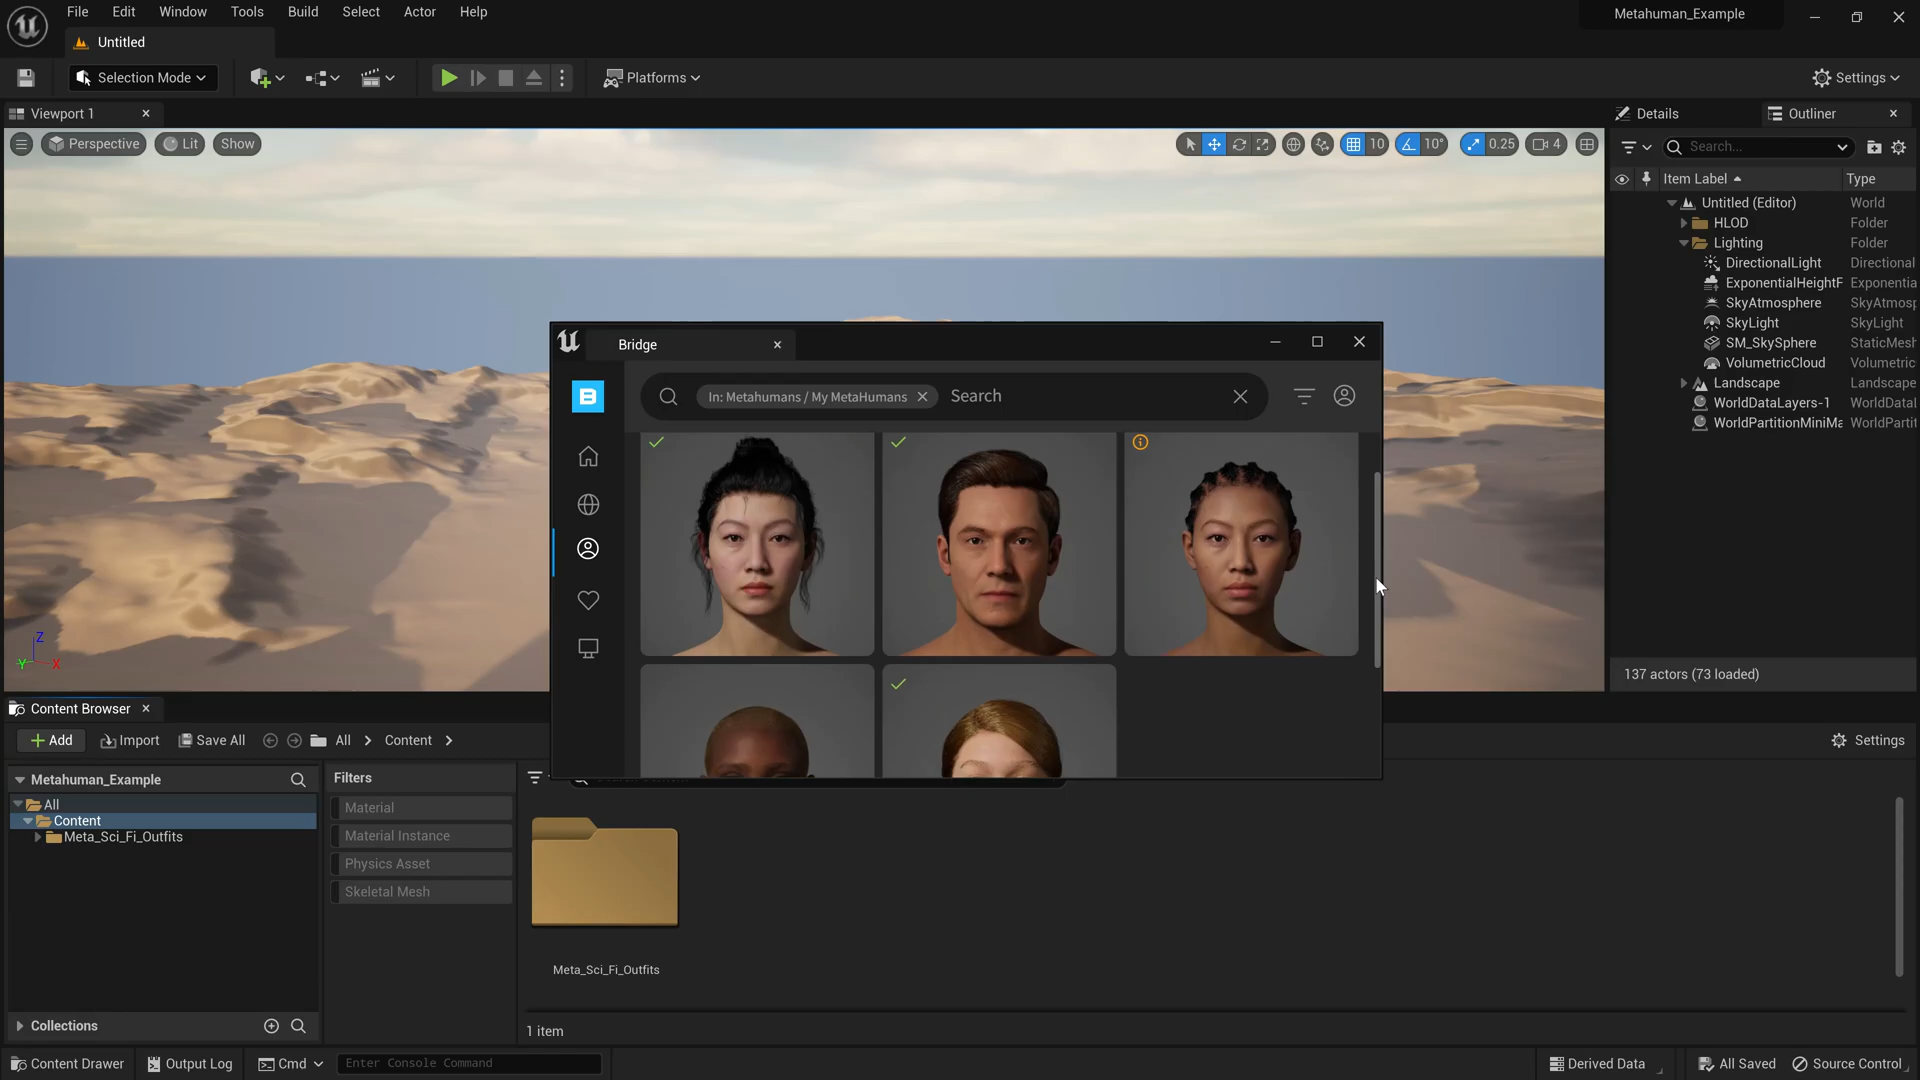 File Edit Window Tools Build Select Actor Help
Metahuman_Example
Untitled
Selection Mode
Platforms
Settings
Viewport 1
Details
Outliner
Perspective
Lit
Show
10
10°
0.25
4
Search...
Item Label
Type
Untitled (Editor) World
HLOD Folder
Lighting Folder
DirectionalLight Directional
ExponentialHeightF Exponentia
SkyAtmosphere SkyAtmosp
SkyLight SkyLight
SM_SkySphere StaticMesh
VolumetricCloud Volumetric
Landscape Landscape
WorldDataLayers-1 WorldDataI
WorldPartitionMiniMa WorldPartit
137 actors (73 loaded)
Bridge
In: Metahumans / My MetaHumans
Search
Z
Y X
Content Browser
Add
Import
Save All
All
Content
Settings
Metahuman_Example
All
Content
Meta_Sci_Fi_Outfits
Filters
Material
Material Instance
Physics Asset
Skeletal Mesh
Meta_Sci_Fi_Outfits
Collections
1 item
Content Drawer
Output Log
Cmd
Enter Console Command
Derived Data
All Saved
Source Control